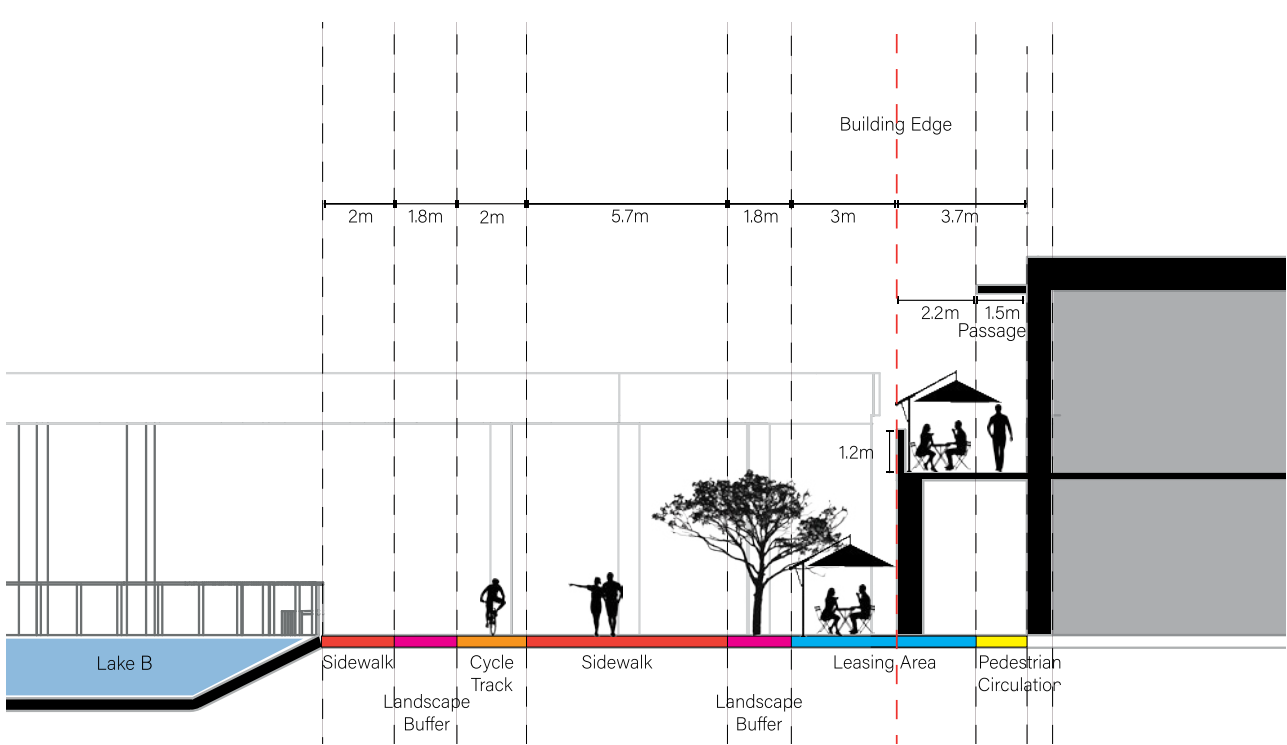 Building Edge
2m
1.8m
2m
5.7m
1.8m
3m
3.7m
2.2m
1.5m
Passage
1.2m
Lake B
Sidewalk
Landscape
Buffer
Cycle
Track
Sidewalk
Landscape
Buffer
Leasing Area
Pedestrian
Circulation